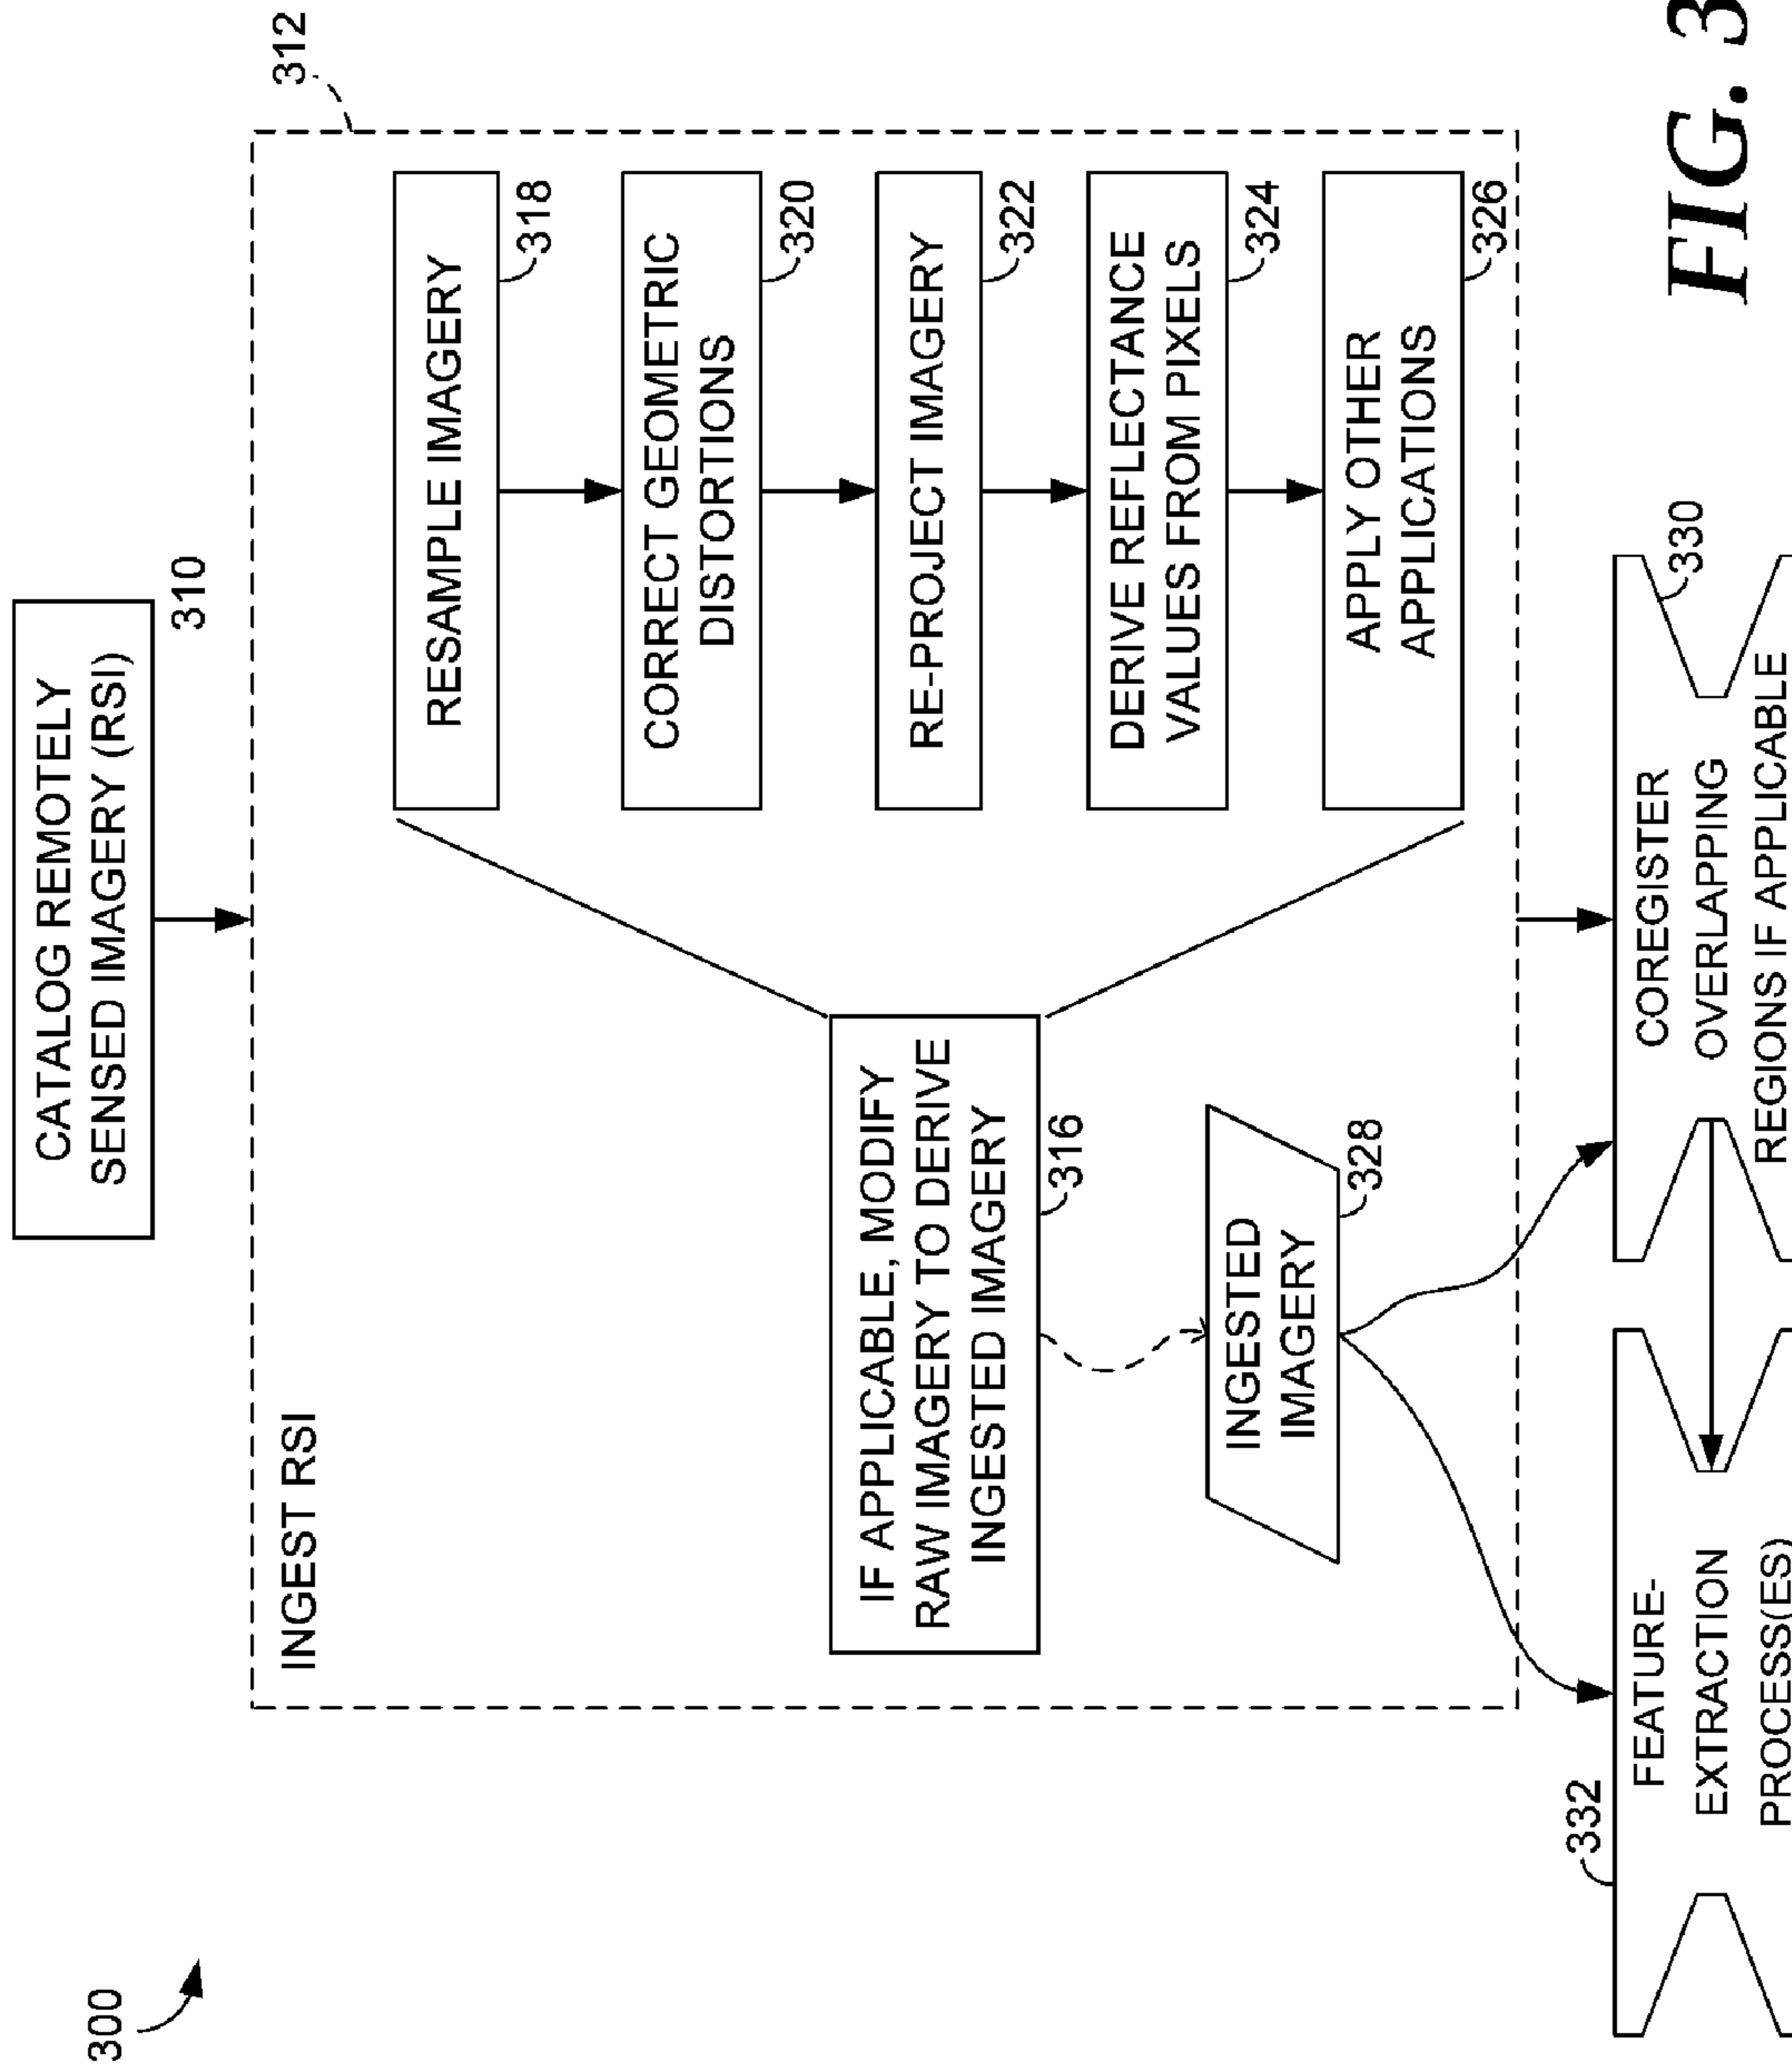 300
CATALOG REMOTELY
SENSED IMAGERY (RSI)
310
312
INGEST RSI
IF APPLICABLE, MODIFY
RAW IMAGERY TO DERIVE
INGESTED IMAGERY
316
RESAMPLE IMAGERY
318
CORRECT GEOMETRIC
DISTORTIONS
320
RE-PROJECT IMAGERY
322
DERIVE REFLECTANCE
VALUES FROM PIXELS
324
APPLY OTHER
APPLICATIONS
326
INGESTED
IMAGERY
328
332
FEATURE-
EXTRACTION
PROCESS(ES)
COREGISTER
OVERLAPPING
REGIONS IF APPLICABLE
330
FIG. 3